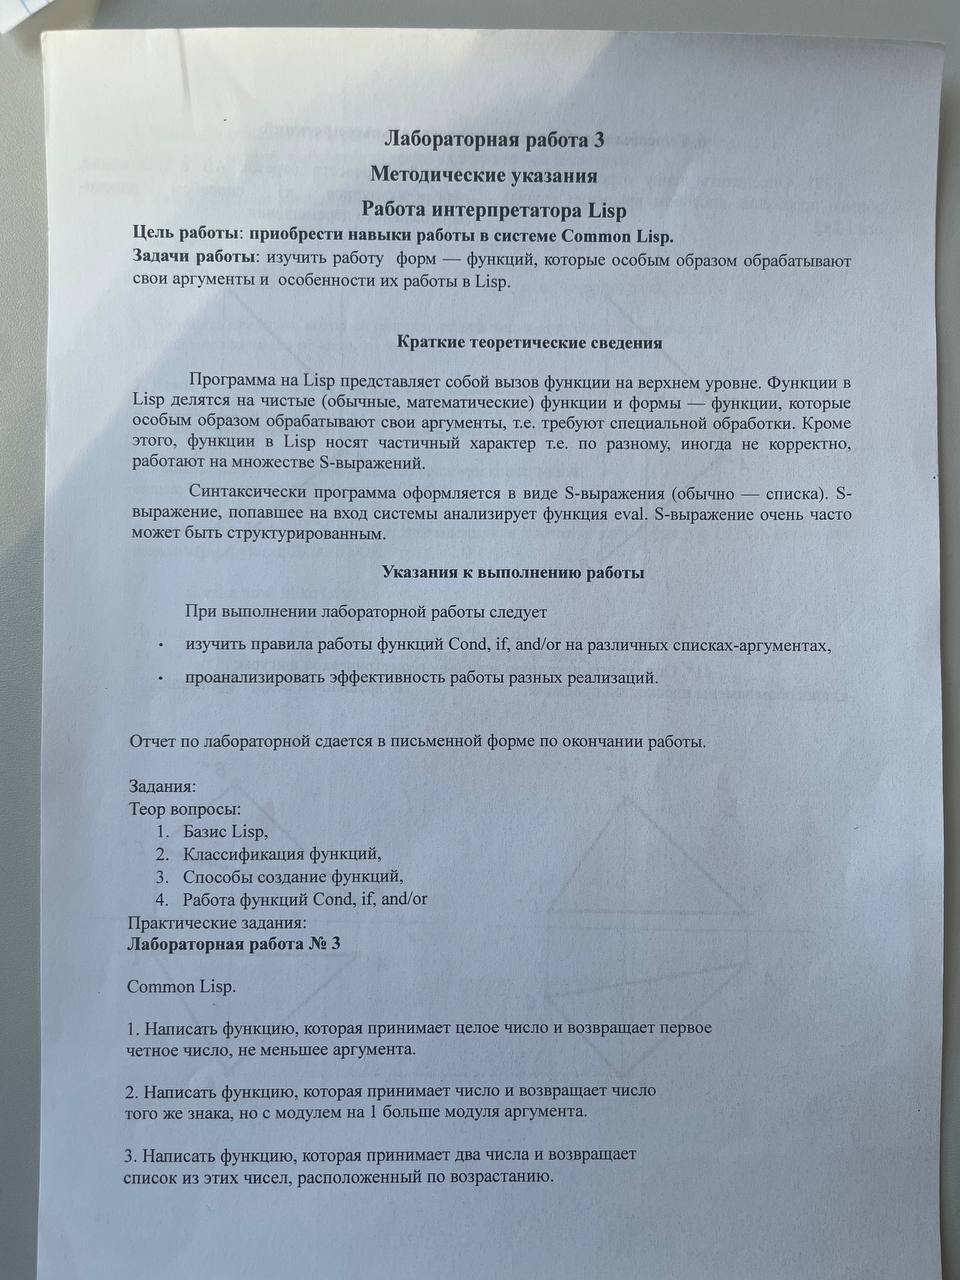 Лабораторная работа 3
Методические указания
Работа интерпретатора Lisp
Цель работы: приобрести навыки работы в системе Common Lisp.
Задачи работы: изучить работу форм — функций, которые особым образом обрабатывают
свои аргументы и особенности их работы в Lisp.
Краткие теоретические сведения
Программа на Lisp представляет собой вызов функции на верхнем уровне. Функции в
Lisp делятся на чистые (обычные, математические) функции и формы — функции, которые
особым образом обрабатывают свои аргументы, т.е. требуют специальной обработки. Кроме
этого, функции в Lisp носят частичный характер т.е. по разному, иногда не корректно,
работают на множестве S-выражений.
Синтаксически программа оформляется в виде S-выражения (обычно — списка). S-
выражение, попавшее на вход системы анализирует функция eval. S-выражение очень часто
может быть структурированным.
Указания к выполнению работы
При выполнении лабораторной работы следует
• изучить правила работы функций Cond, if, and/or на различных списках-аргументах,
• проанализировать эффективность работы разных реализаций.
Отчет по лабораторной сдается в письменной форме по окончании работы.
Задания:
Теор вопросы:
1. Базис Lisp,
2. Классификация функций,
3. Способы создание функций,
4. Работа функций Cond, if, and/or
Практические задания:
Лабораторная работа № 3
Common Lisp.
1. Написать функцию, которая принимает целое число и возвращает первое
четное число, не меньшее аргумента.
2. Написать функцию, которая принимает число и возвращает число
того же знака, но с модулем на 1 больше модуля аргумента.
3. Написать функцию, которая принимает два числа и возвращает
список из этих чисел, расположенный по возрастанию.